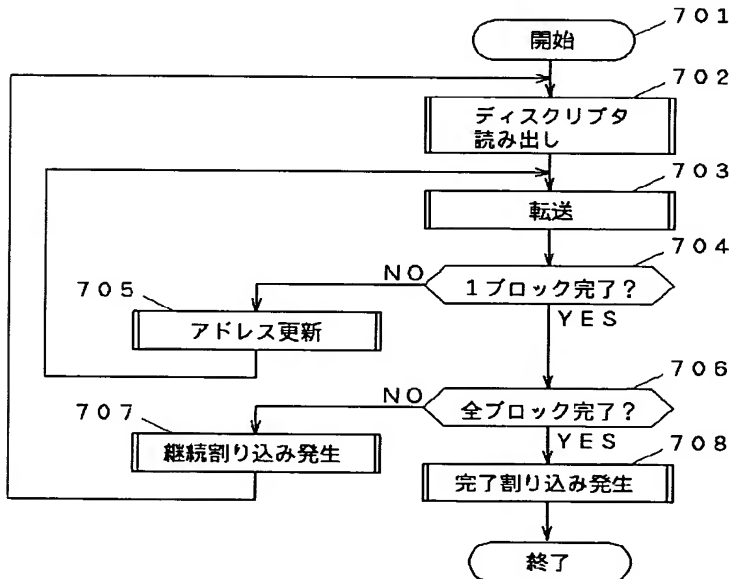 701
開始
702
ディスクリプタ
読み出し
703
転送
704
NO
1ブロック完了?
705
YES
アドレス更新
706
NO
全ブロック完了?
707
YES
708
継続割り込み発生
完了割り込み発生
終了